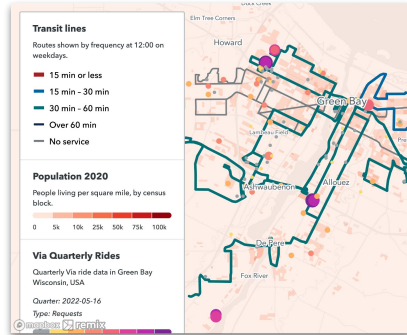 Duck Creek
Elm Tree Corners
Howard
Green Bay
Lambeau Field
Ashwaubenon
Allouez
De Pere
Fox River
Transit lines
Routes shown by frequency at 12:00 on
weekdays.
15 min or less
15 min – 30 min
30 min – 60 min
Over 60 min
No service
Population 2020
People living per square mile, by census
block.
0 5k 10k 25k 50k 75k 100k
Via Quarterly Rides
Quarterly Via ride data in Green Bay
Wisconsin, USA
Quarter: 2022-05-16
Type: Requests
mapbox remix